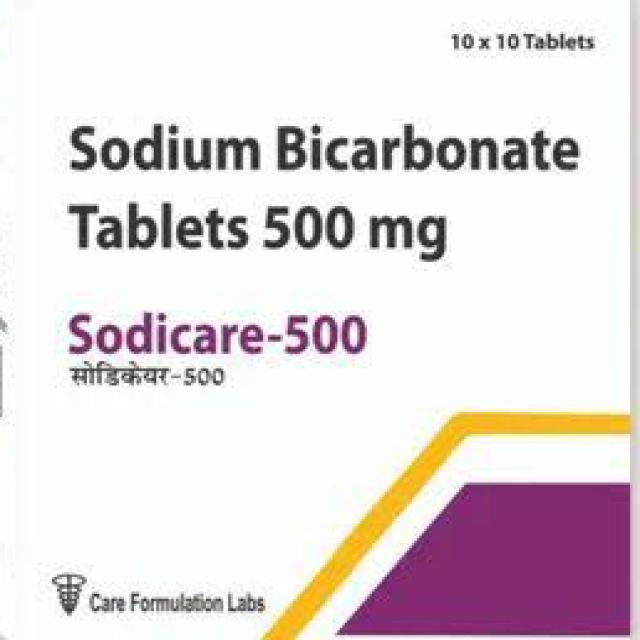 10 x 10 Tablets
Sodium Bicarbonate
Tablets 500 mg
Sodicare-500
सोडिकेयर-500
Care Formulation Labs